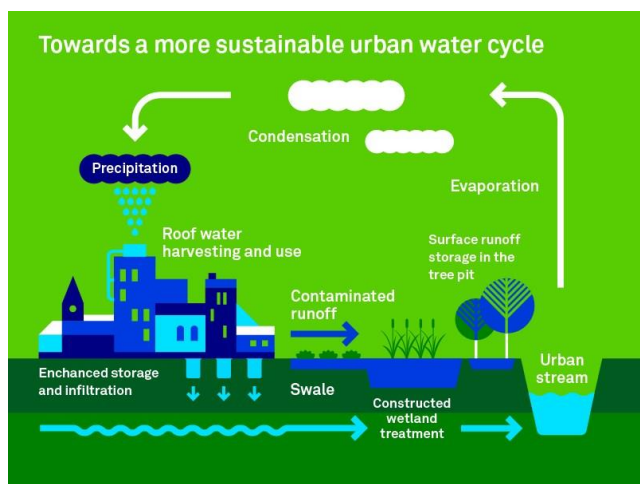 Towards a more sustainable urban water cycle
Condensation
Precipitation
Evaporation
Roof water
harvesting and use
Surface runoff
storage in the
tree pit
Contaminated
runoff
Urban
stream
Enchanced storage
and infiltration
Swale
Constructed
wetland
treatment